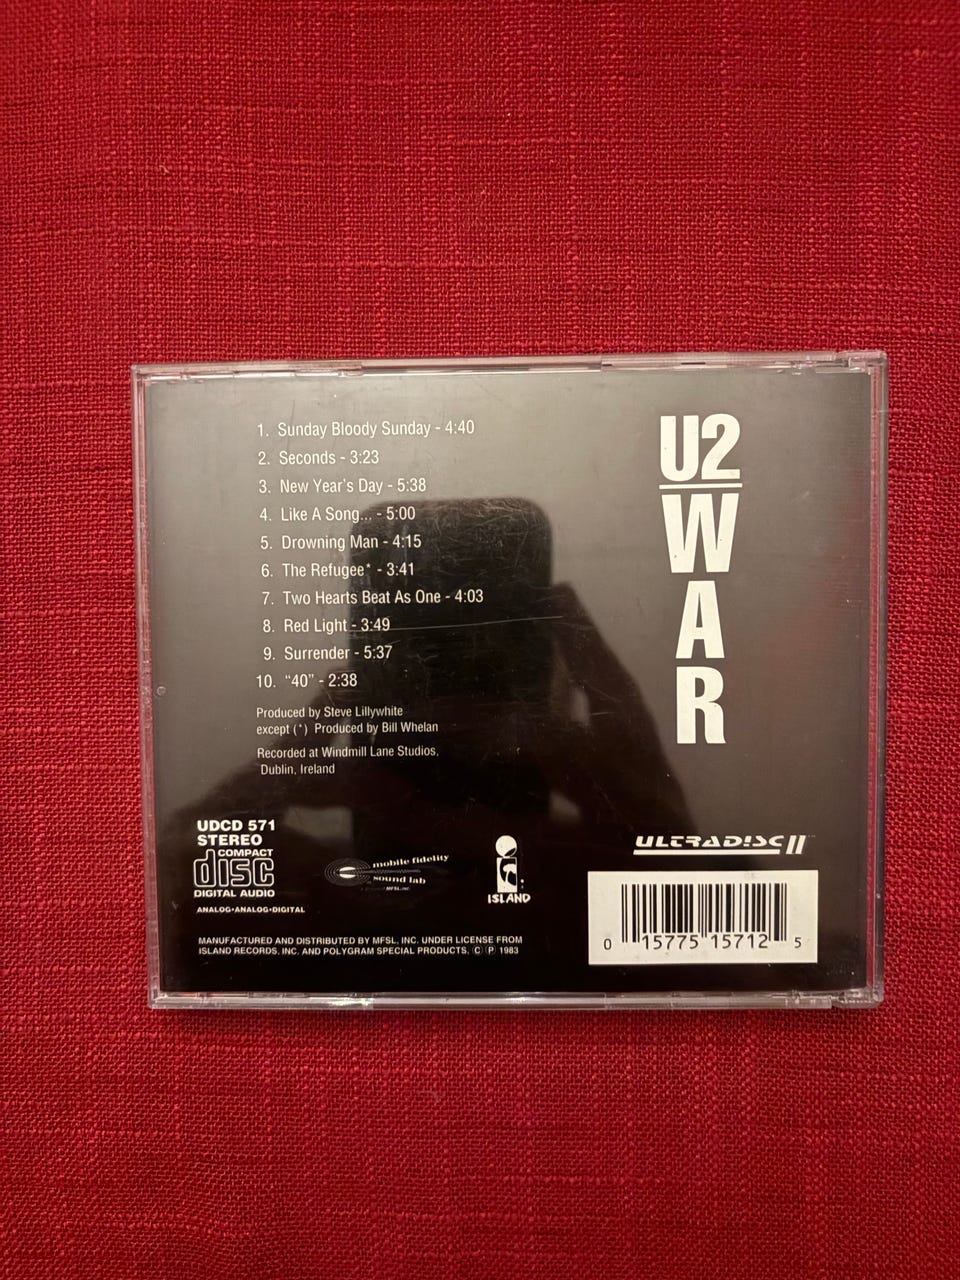 1. Sunday Bloody Sunday - 4:40
2. Seconds - 3:23
3. New Year's Day - 5:38
4. Like A Song... - 5:00
5. Drowning Man - 4:15
6. The Refugee* - 3:41
7. Two Hearts Beat As One - 4:03
8. Red Light - 3:49
9. Surrender - 5:37
10. “40” - 2:38
Produced by Steve Lillywhite
except (*) Produced by Bill Whelan
Recorded at Windmill Lane Studios,
Dublin, Ireland
U2
W
A
R
UDCD 571
STEREO
COMPACT
disc
DIGITAL AUDIO
ANALOG•ANALOG•DIGITAL
mobile fidelity
sound lab
ISLAND
ULTRADISC II
MANUFACTURED AND DISTRIBUTED BY MFSL, INC. UNDER LICENSE FROM
ISLAND RECORDS, INC. AND POLYGRAM SPECIAL PRODUCTS, Ⓒ Ⓟ 1983
0 15775 15712 5